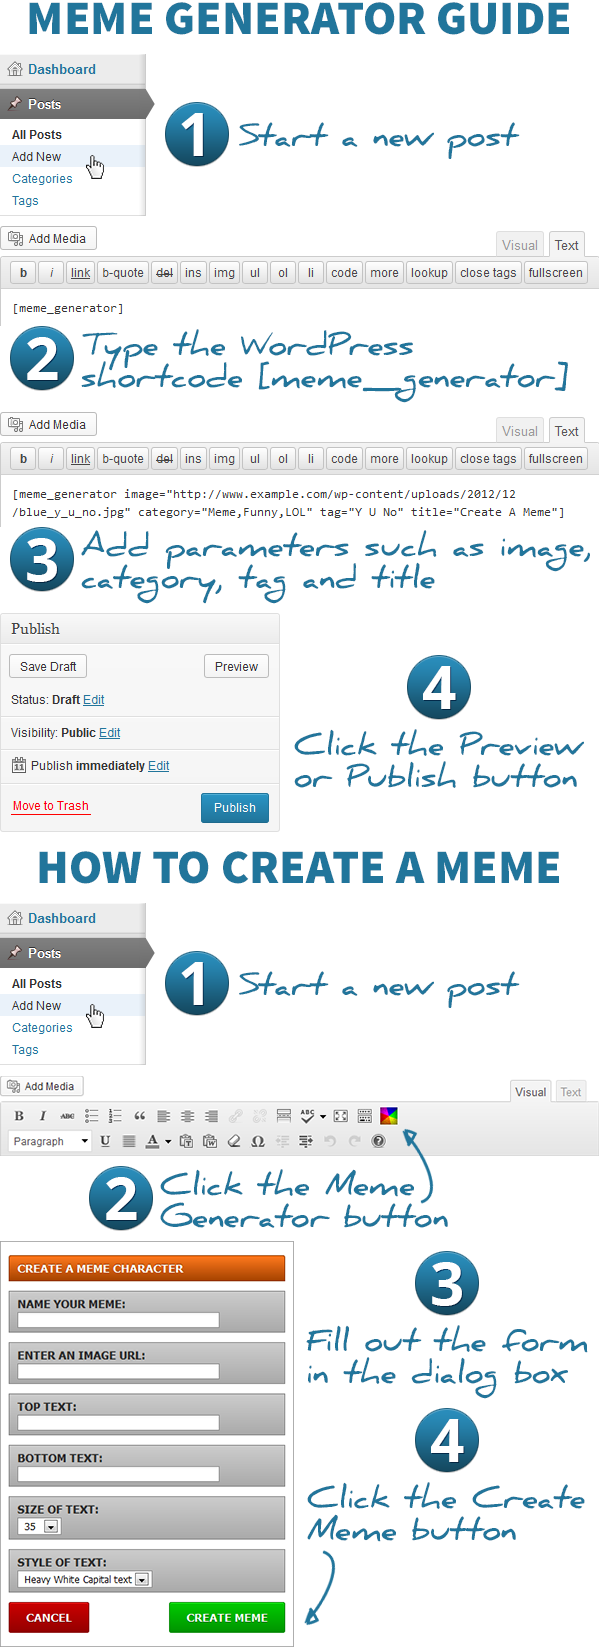 MEME GENERATOR GUIDE
Dashboard
Posts
All Posts
Add New
Categories
Tags
1 Start a new post
Add Media
Visual Text
b i link b-quote del ins img ul ol li code more lookup close tags fullscreen
[meme_generator]
2 Type the WordPress
shortcode [meme_generator]
Add Media
Visual Text
b i link b-quote del ins img ul ol li code more lookup close tags fullscreen
[meme_generator image="http://www.example.com/wp-content/uploads/2012/12
/blue_y_u_no.jpg" category="Meme,Funny,LOL" tag="Y U No" title="Create A Meme"]
3 Add parameters such as image,
category, tag and title
Publish
Save Draft Preview
Status: Draft Edit
Visibility: Public Edit
11 Publish immediately Edit
Move to Trash Publish
4
Click the Preview
or Publish button
HOW TO CREATE A MEME
Dashboard
Posts
All Posts
Add New
Categories
Tags
1 Start a new post
Add Media
Visual Text
B I ABC ABC
Paragraph U A T W Ω ?
2 Click the Meme
Generator button
CREATE A MEME CHARACTER
NAME YOUR MEME:
ENTER AN IMAGE URL:
TOP TEXT:
BOTTOM TEXT:
SIZE OF TEXT:
35
STYLE OF TEXT:
Heavy White Capital text
CANCEL CREATE MEME
3
Fill out the form
in the dialog box
4
Click the Create
Meme button